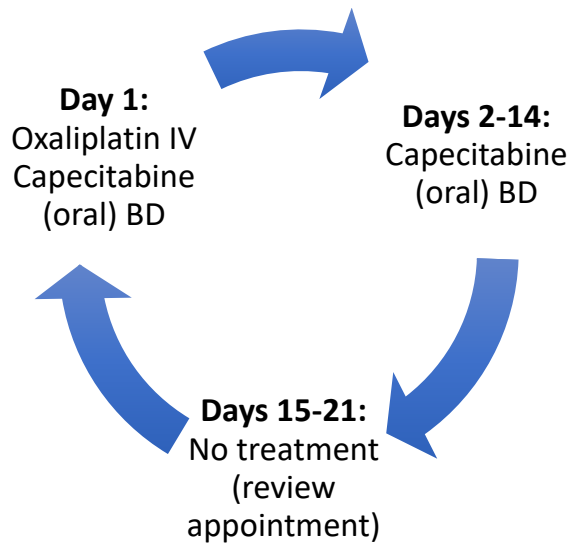 Day 1:
Oxaliplatin IV
Capecitabine
(oral) BD
Days 2-14:
Capecitabine
(oral) BD
Days 15-21:
No treatment
(review
appointment)